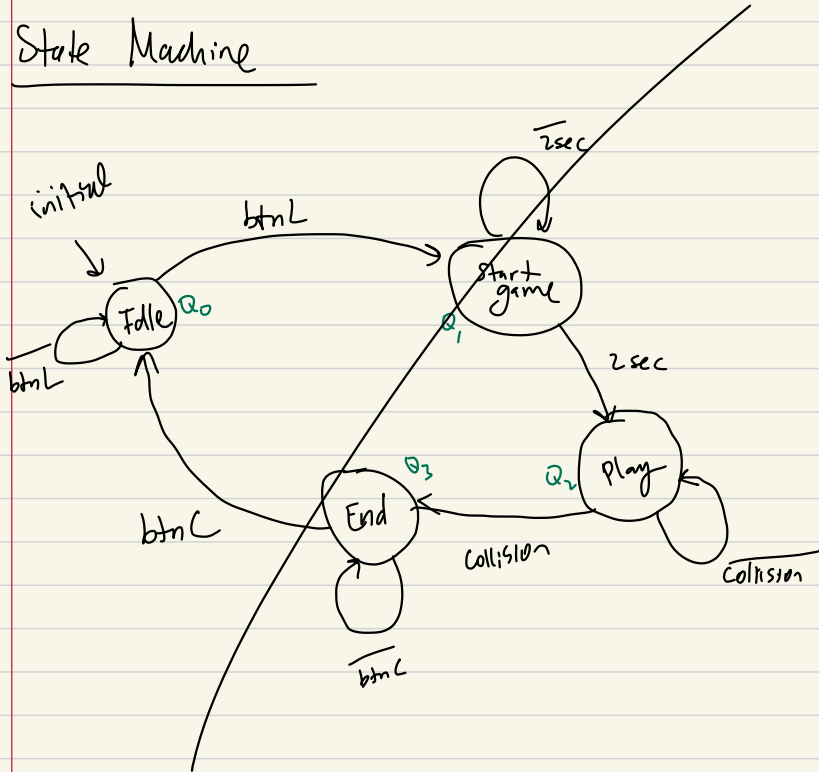 State Machine
initial
btnL
2sec
Idle
Q0
Start
game
Q1
btnL
2sec
Play
Q2
Q3
End
btnC
Collision
Collision
btnC